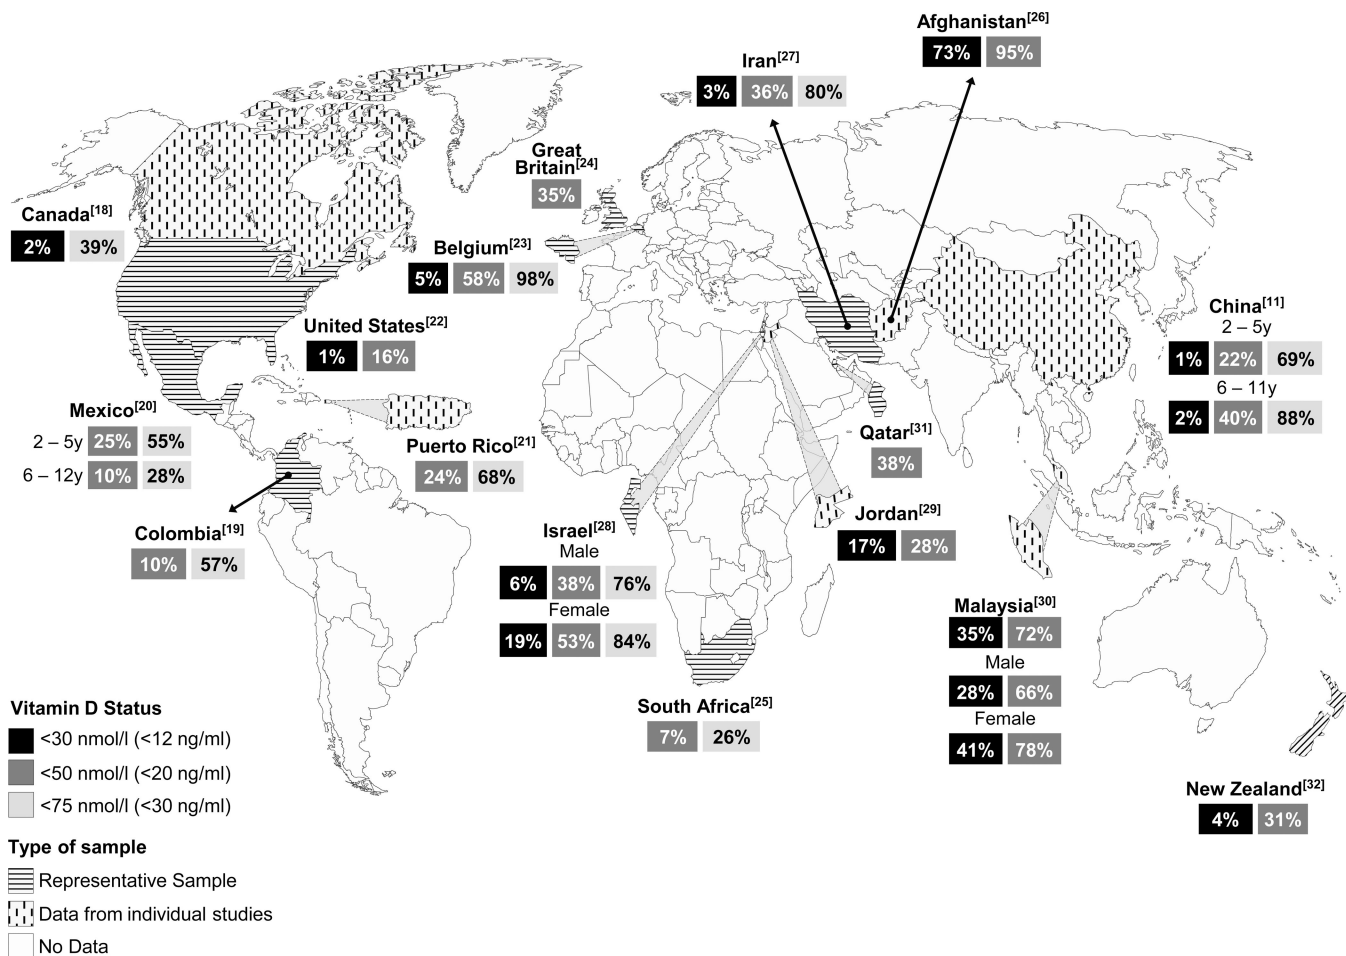 Afghanistan[26]
73% 95%
Iran[27]
3% 36% 80%
Great
Britain[24]
35%
Canada[18]
2% 39%
Belgium[23]
5% 58% 98%
United States[22]
1% 16%
China[11]
2 – 5y
1% 22% 69%
6 – 11y
2% 40% 88%
Mexico[20]
2 – 5y 25% 55%
6 – 12y 10% 28%
Puerto Rico[21]
24% 68%
Qatar[31]
38%
Colombia[19]
10% 57%
Israel[28]
Male
6% 38% 76%
Female
19% 53% 84%
Jordan[29]
17% 28%
Malaysia[30]
35% 72%
Male
28% 66%
Female
41% 78%
South Africa[25]
7% 26%
New Zealand[32]
4% 31%
Vitamin D Status
<30 nmol/l (<12 ng/ml)
<50 nmol/l (<20 ng/ml)
<75 nmol/l (<30 ng/ml)
Type of sample
Representative Sample
Data from individual studies
No Data